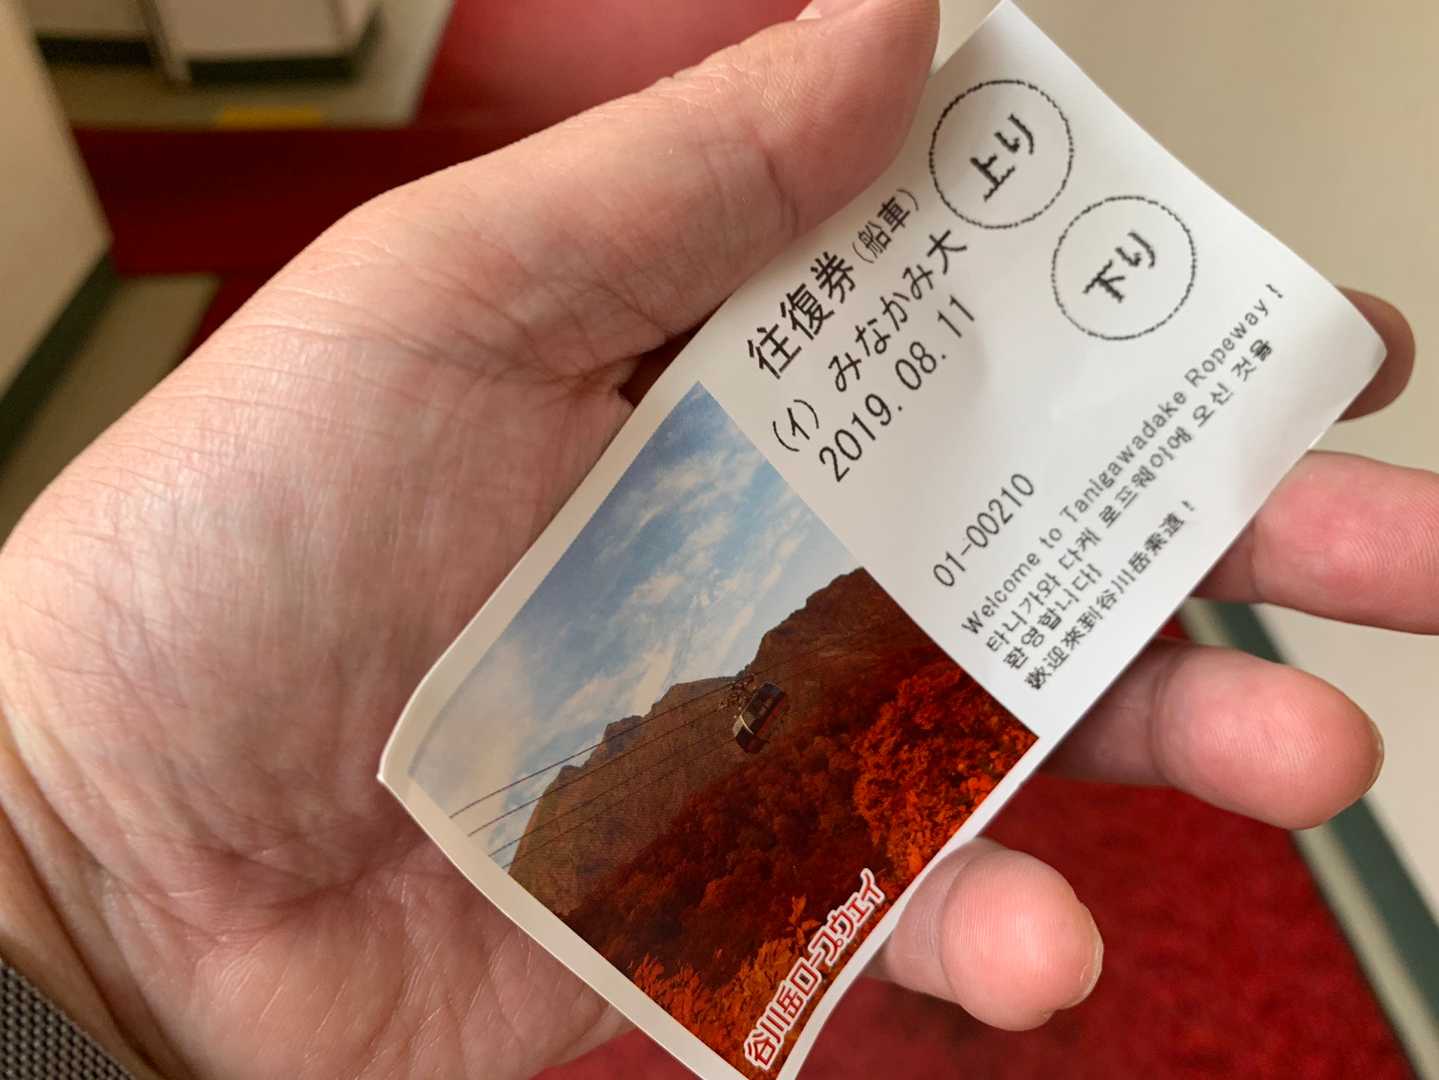 上り
下り
往復券(船車)
(イ) みなかみ大
2019.08.11
01-00210
Welcome to Tanigawadake Ropeway!
타니가와 다케 로프웨이에 오신 것을
환영합니다!
歡迎來到谷川岳索道!
谷川岳ロープウェイ